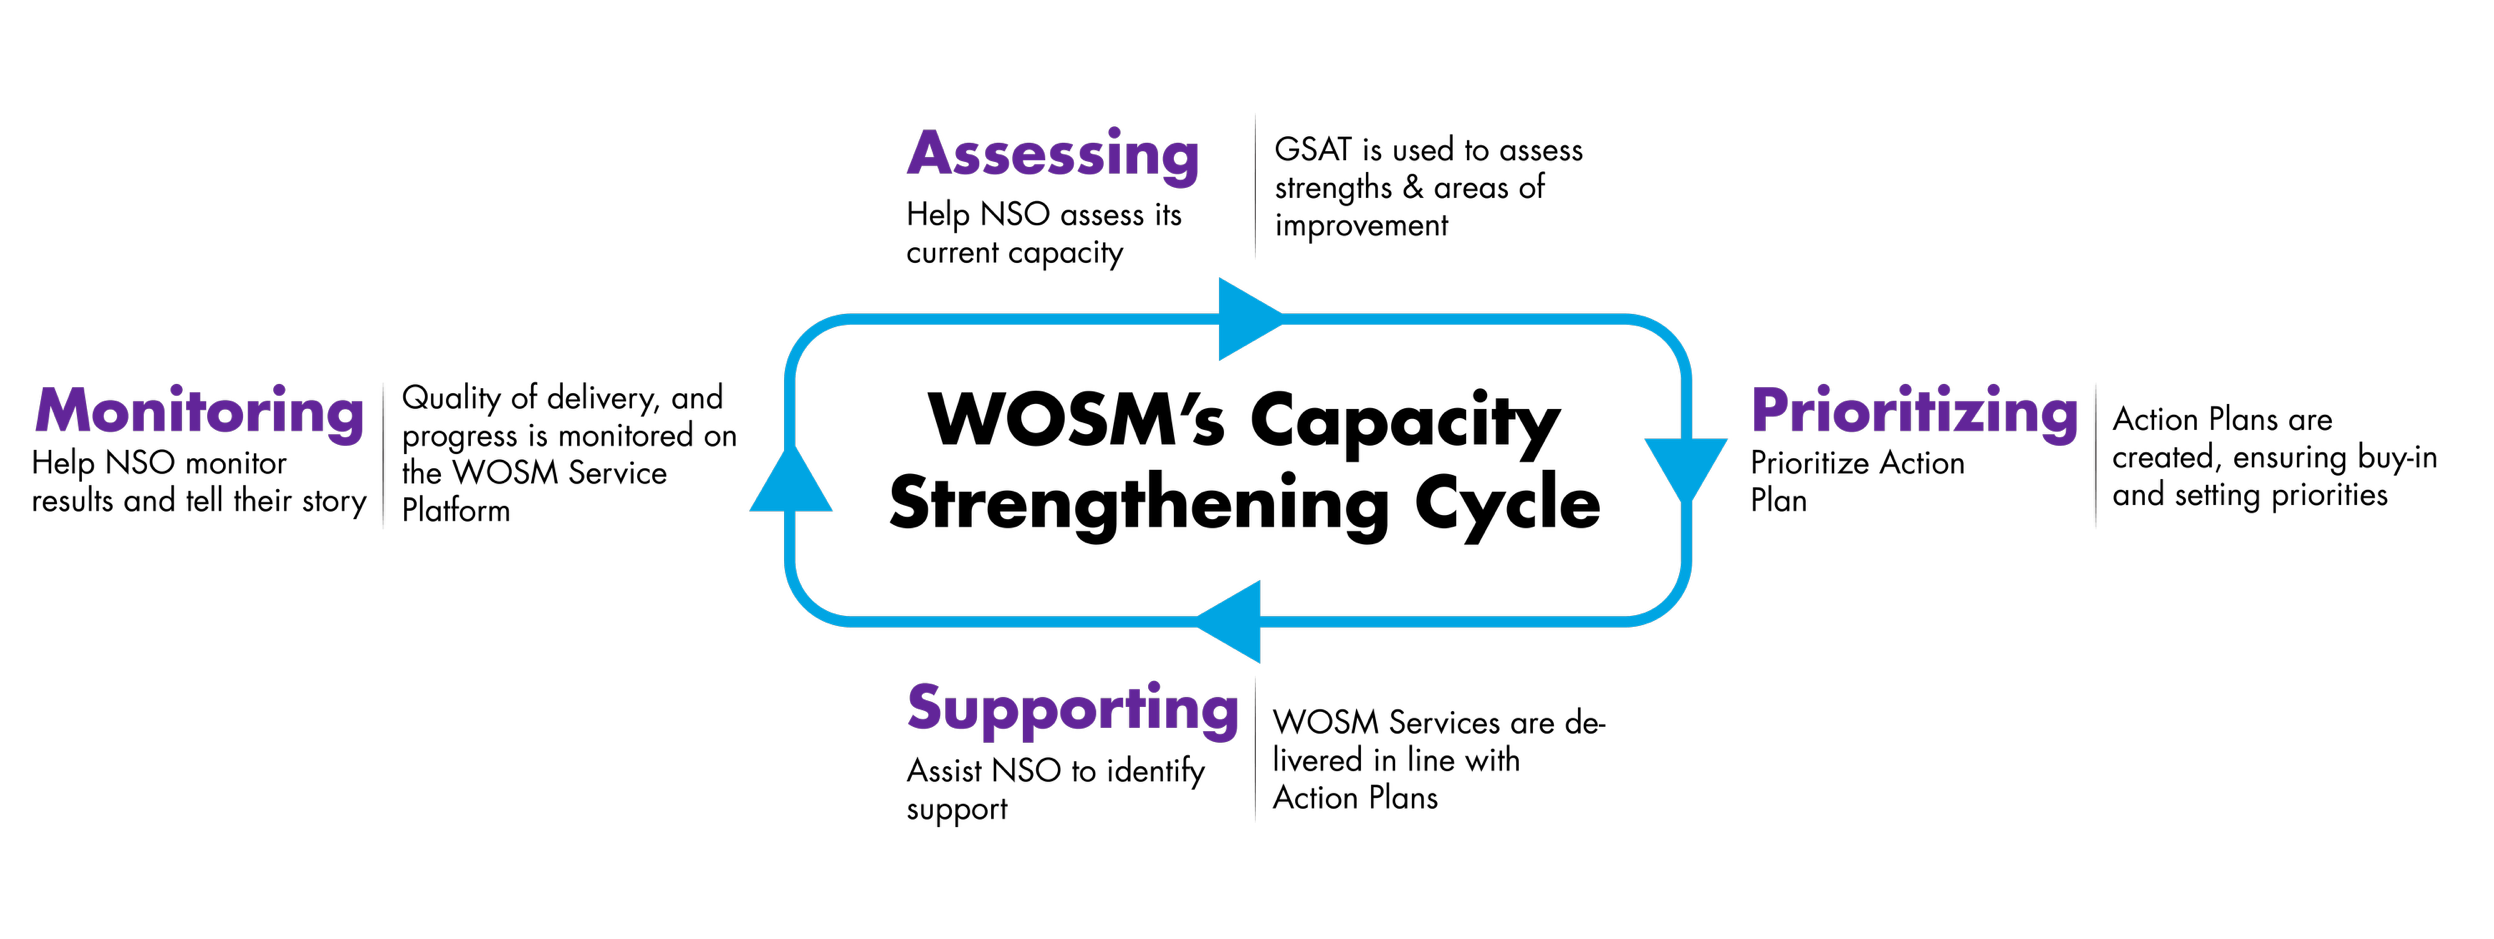 Assessing
Help NSO assess its
current capacity
GSAT is used to assess
strengths & areas of
improvement
Monitoring
Help NSO monitor
results and tell their story
Quality of delivery, and
progress is monitored on
the WOSM Service
Platform
WOSM’s Capacity
Strengthening Cycle
Prioritizing
Prioritize Action
Plan
Action Plans are
created, ensuring buy-in
and setting priorities
Supporting
Assist NSO to identify
support
WOSM Services are de-
livered in line with
Action Plans